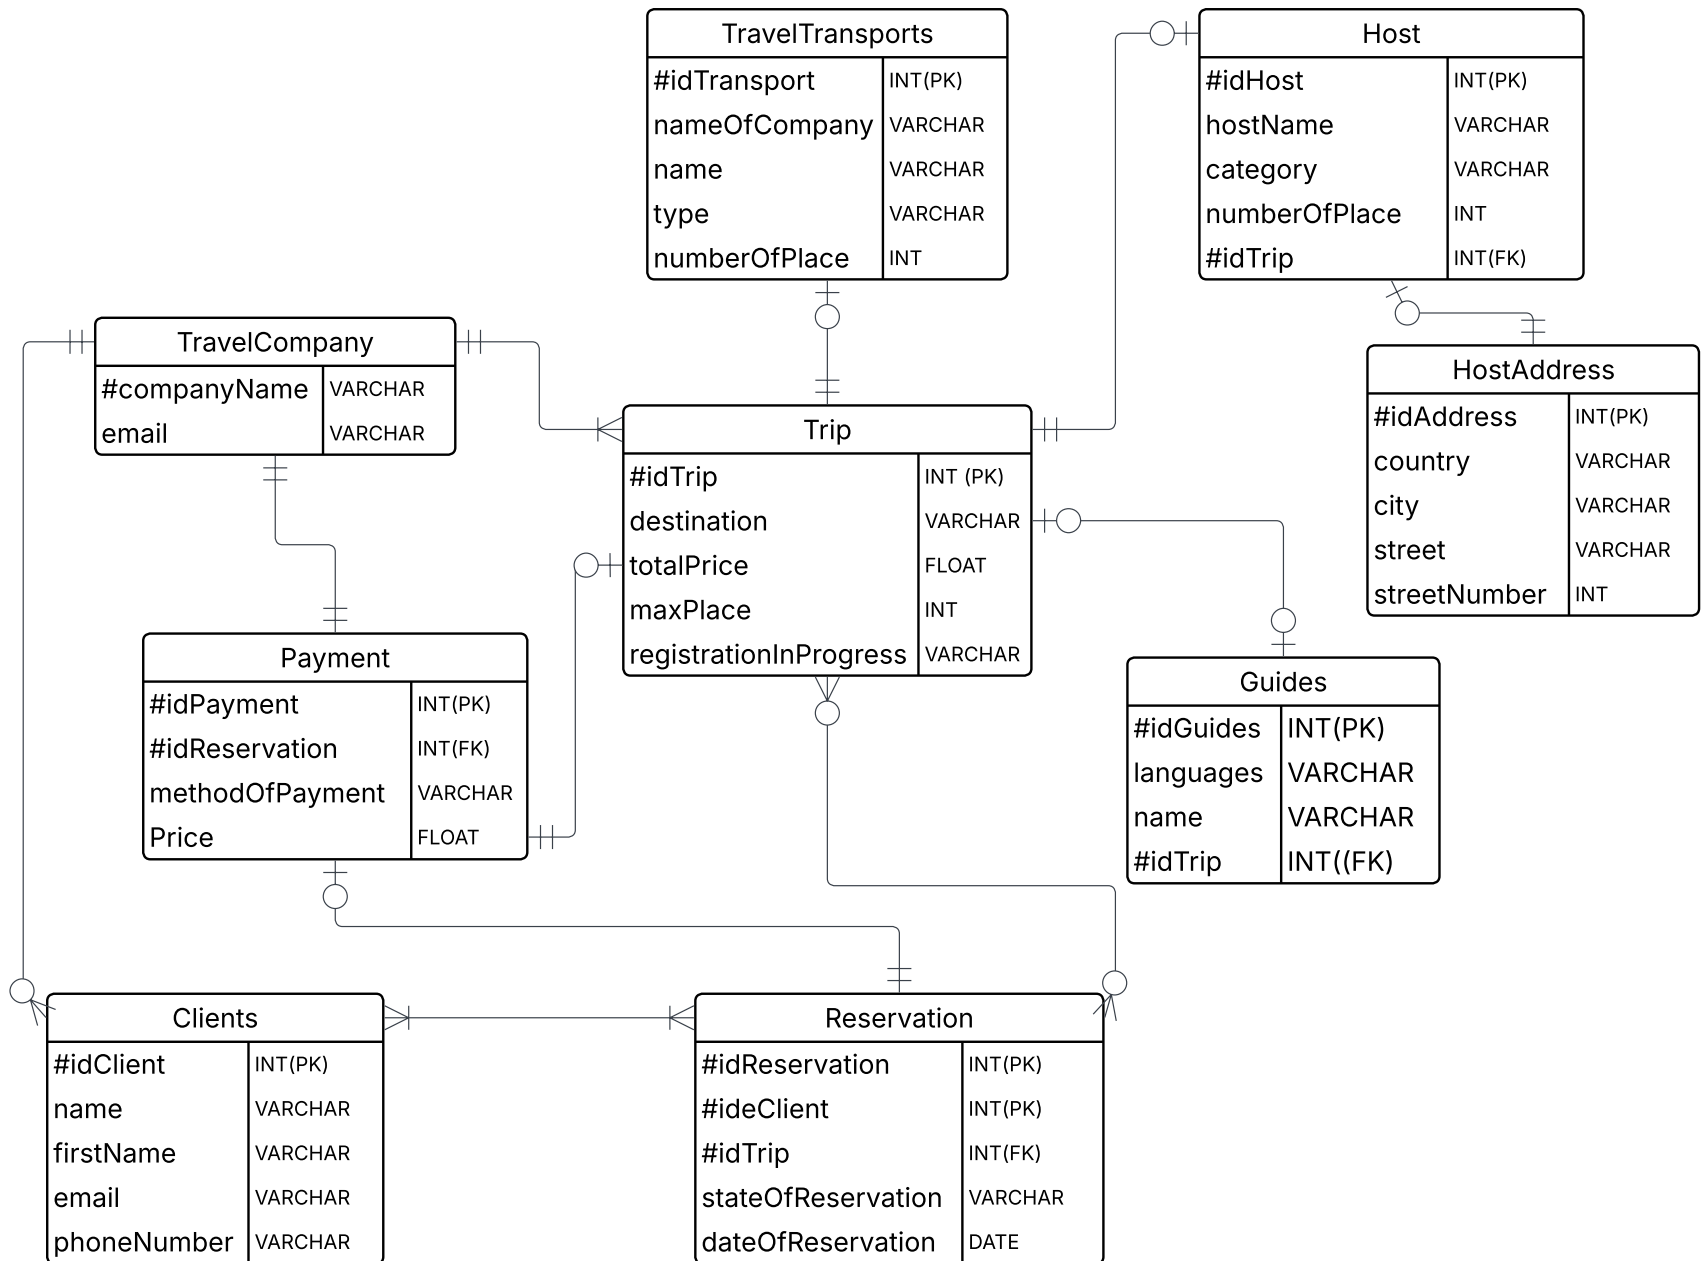 TravelTransports
#idTransport INT(PK)
nameOfCompany VARCHAR
name VARCHAR
type VARCHAR
numberOfPlace INT
Host
#idHost INT(PK)
hostName VARCHAR
category VARCHAR
numberOfPlace INT
#idTrip INT(FK)
TravelCompany
#companyName VARCHAR
email VARCHAR
HostAddress
#idAddress INT(PK)
country VARCHAR
city VARCHAR
street VARCHAR
streetNumber INT
Trip
#idTrip INT (PK)
destination VARCHAR
totalPrice FLOAT
maxPlace INT
registrationInProgress VARCHAR
Payment
#idPayment INT(PK)
#idReservation INT(FK)
methodOfPayment VARCHAR
Price FLOAT
Guides
#idGuides INT(PK)
languages VARCHAR
name VARCHAR
#idTrip INT((FK)
Clients
#idClient INT(PK)
name VARCHAR
firstName VARCHAR
email VARCHAR
phoneNumber VARCHAR
Reservation
#idReservation INT(PK)
#ideClient INT(PK)
#idTrip INT(FK)
stateOfReservation VARCHAR
dateOfReservation DATE